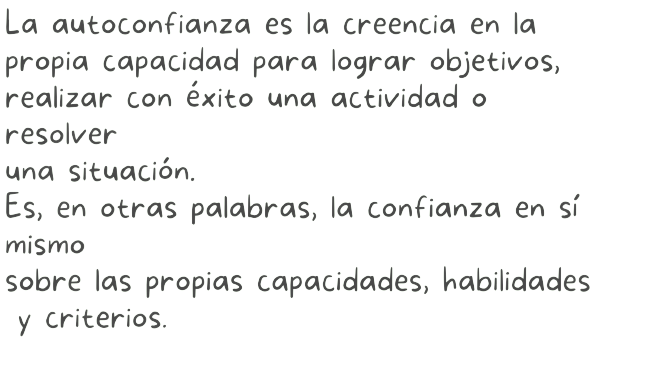 La autoconfianza es la creencia en la
propia capacidad para lograr objetivos,
realizar con éxito una actividad o
resolver
una situación.
Es, en otras palabras, la confianza en sí
mismo
sobre las propias capacidades, habilidades
y criterios.